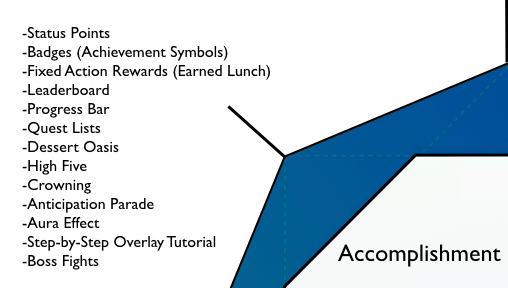 -Status Points
-Badges (Achievement Symbols)
-Fixed Action Rewards (Earned Lunch)
-Leaderboard
-Progress Bar
-Quest Lists
-Dessert Oasis
-High Five
-Crowning
-Anticipation Parade
-Aura Effect
-Step-by-Step Overlay Tutorial
-Boss Fights
Accomplishment